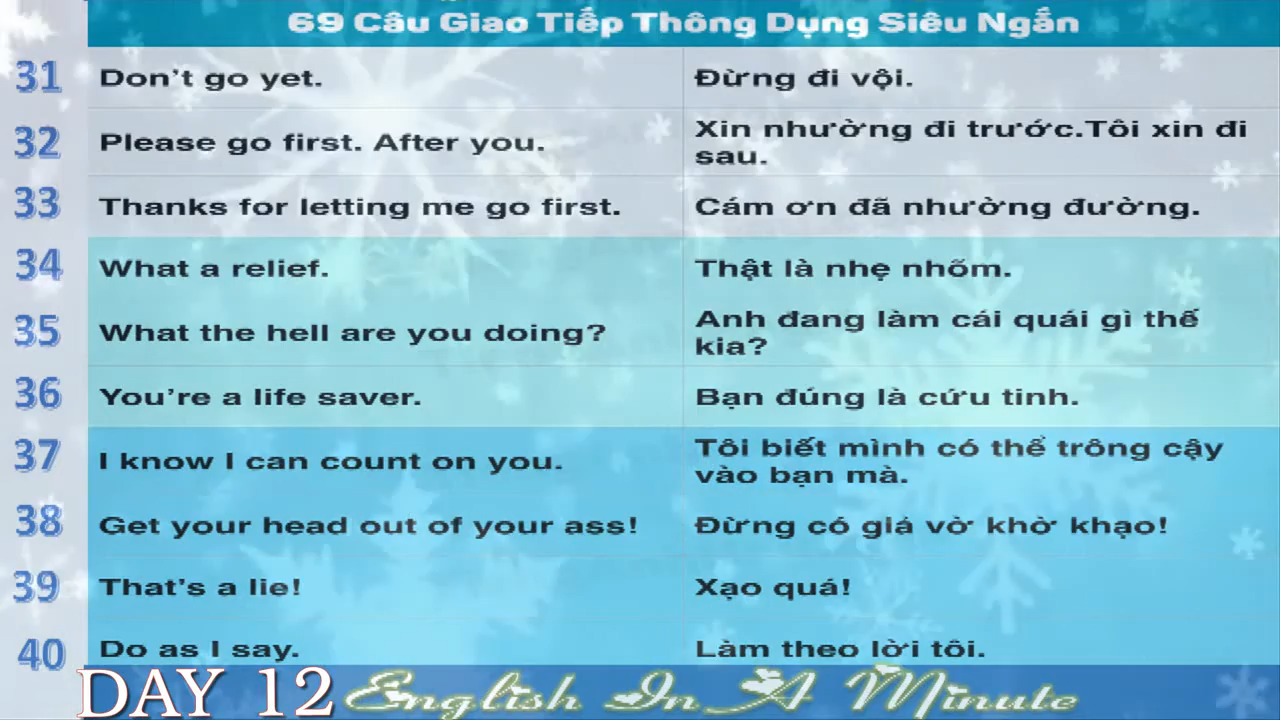 69 Câu Giao Tiếp Thông Dụng Siêu Ngắn
31 Don't go yet. Đừng đi vội.
32 Please go first. After you. Xin nhường đi trước.Tôi xin đi
sau.
33 Thanks for letting me go first. Cám ơn đã nhường đường.
34 What a relief. Thật là nhẹ nhõm.
35 What the hell are you doing? Anh đang làm cái quái gì thế
kia?
36 You're a life saver. Bạn đúng là cứu tinh.
37 I know I can count on you. Tôi biết mình có thể trông cậy
vào bạn mà.
38 Get your head out of your ass! Đừng có giả vờ khờ khạo!
39 That's a lie! Xạo quá!
40 Do as I say. Làm theo lời tôi.
DAY 12 English In A Minute